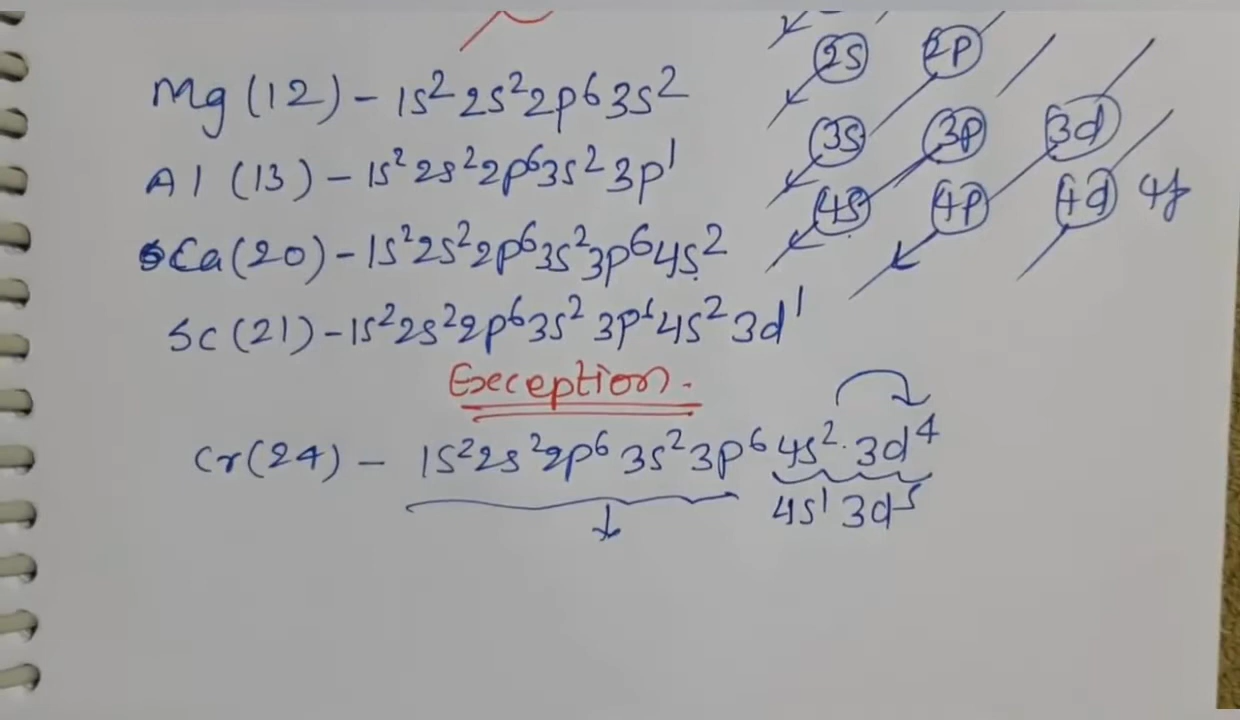 2s 2p
Mg (12) - 1s² 2s² 2p⁶ 3s²
3s 3p 3d
Al (13) - 1s² 2s² 2p⁶ 3s² 3p¹
4s 4p 4d 4f
Ca (20) - 1s² 2s² 2p⁶ 3s² 3p⁶ 4s²
Sc (21) - 1s² 2s² 2p⁶ 3s² 3p⁶ 4s² 3d¹
Exception.
Cr (24) - 1s² 2s² 2p⁶ 3s² 3p⁶ 4s² 3d⁴
4s¹ 3d⁵